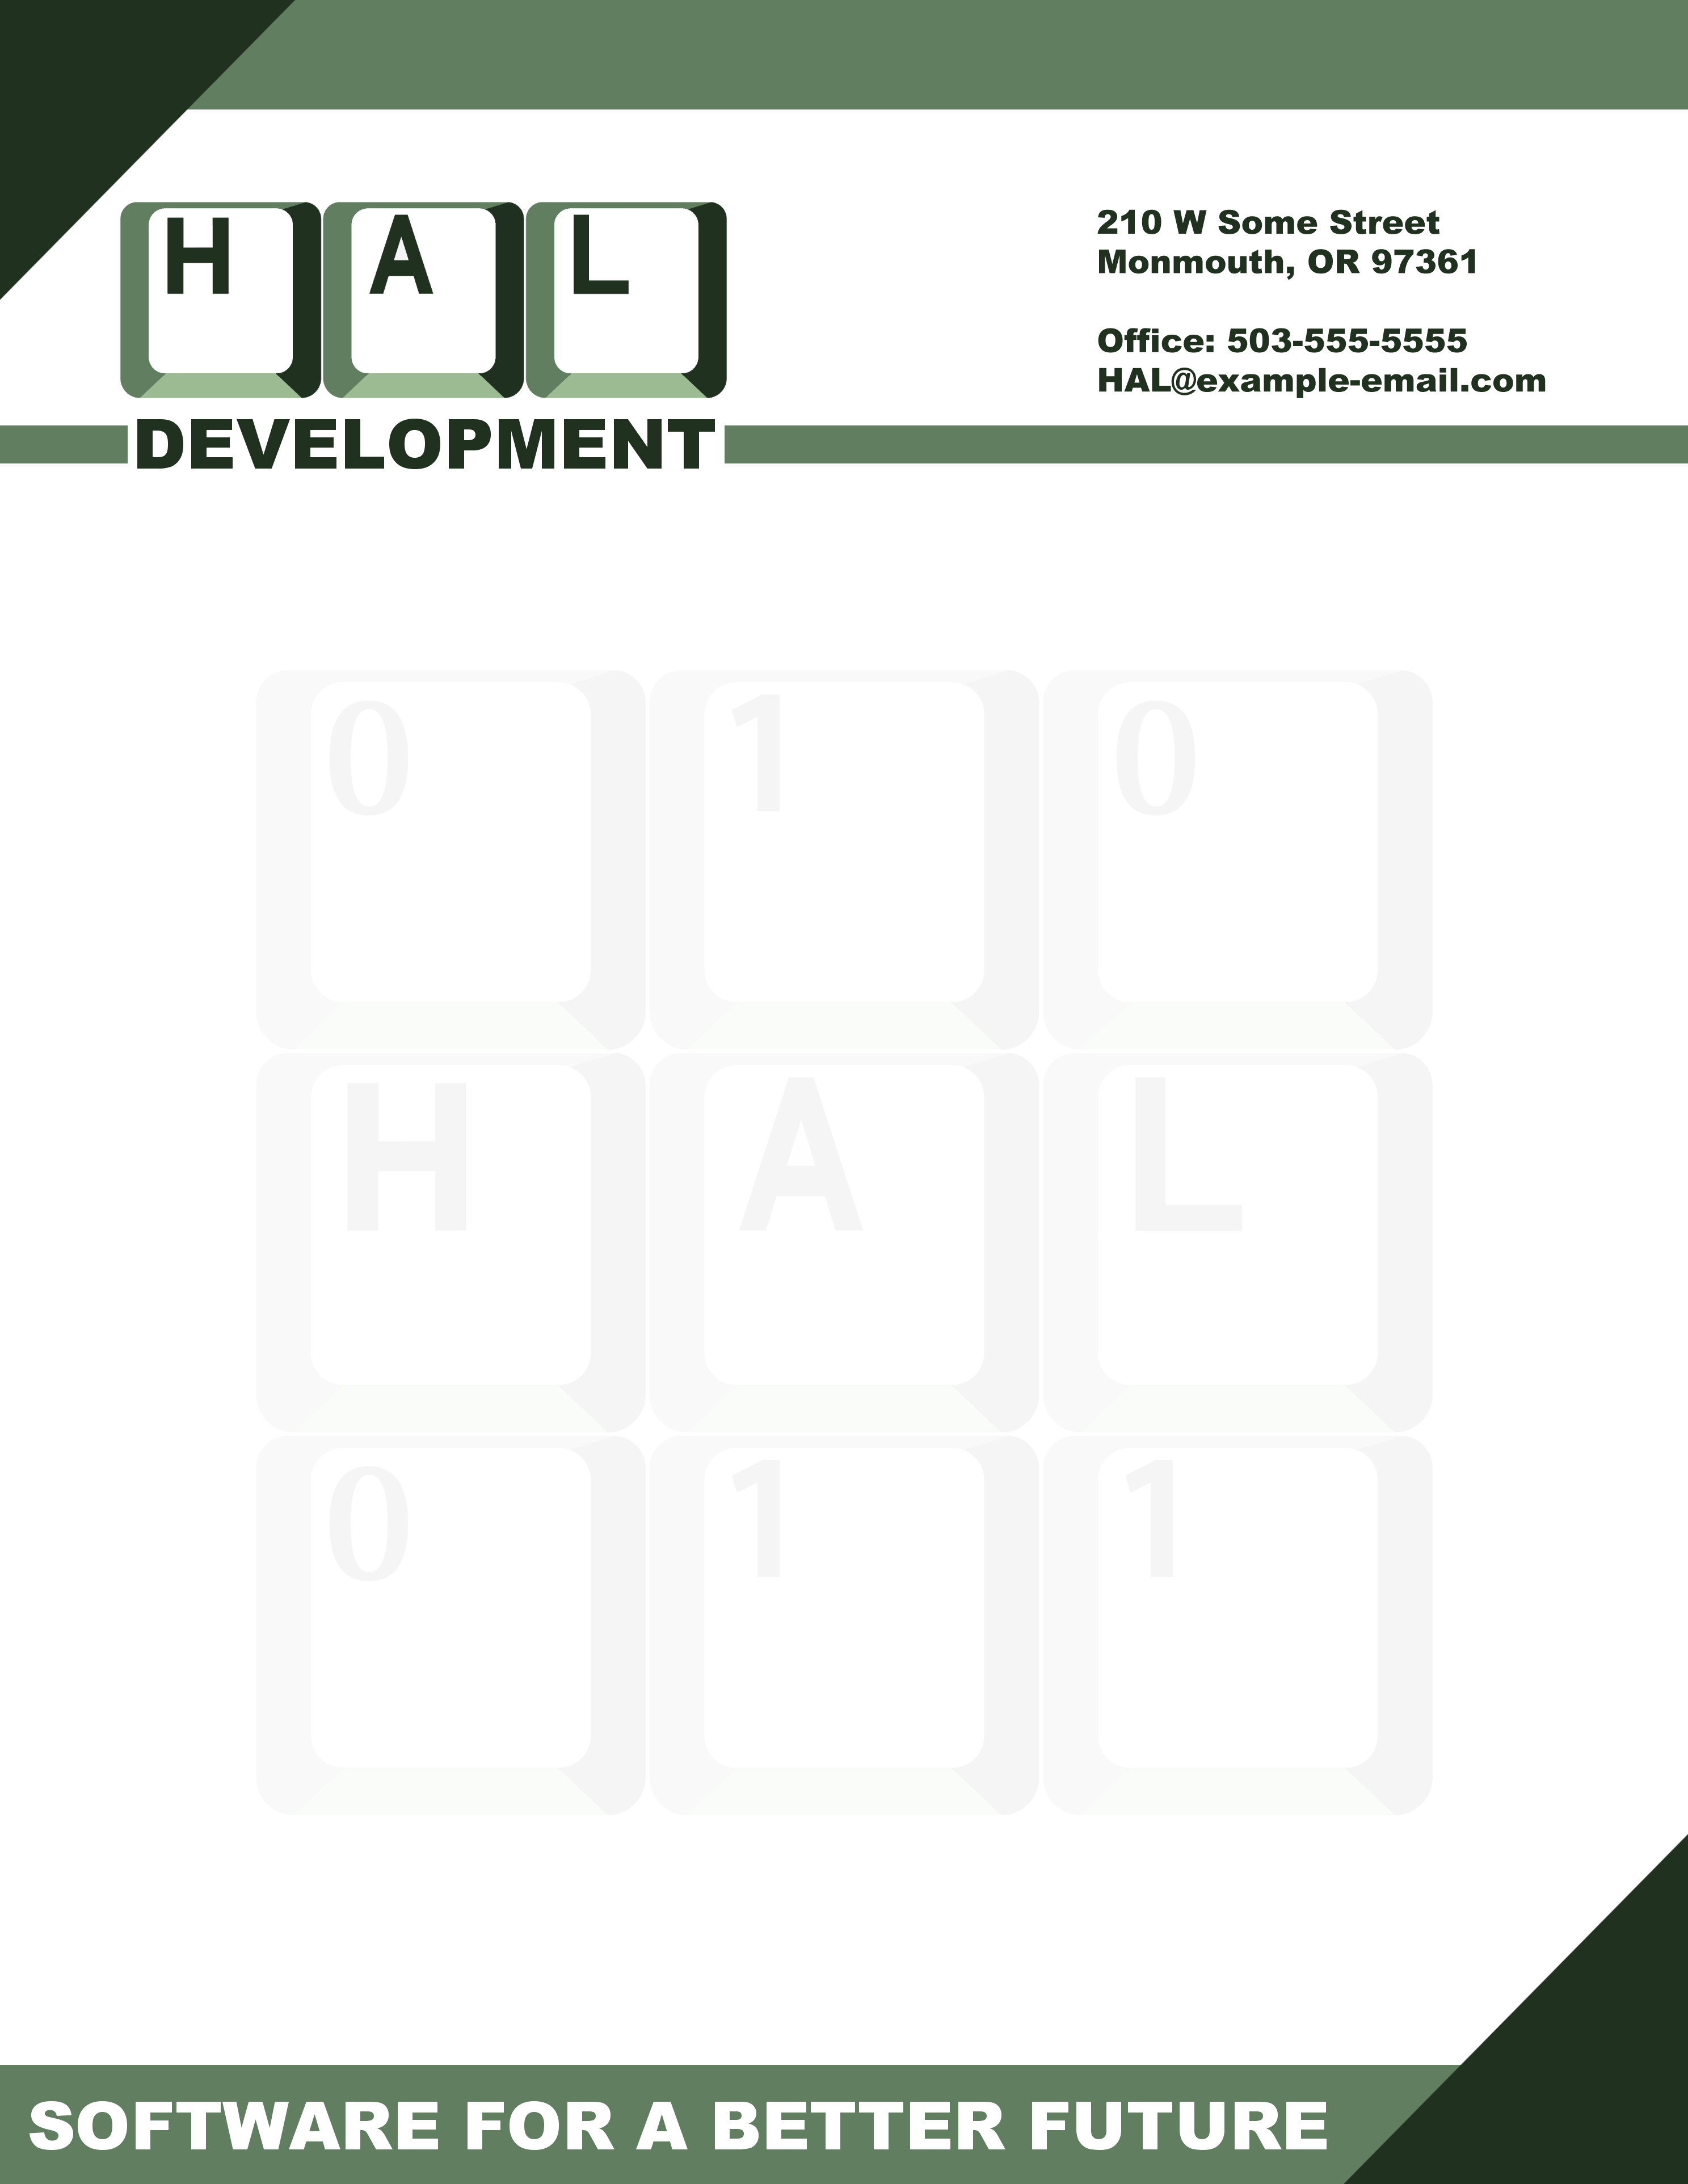 H A L
DEVELOPMENT
210 W Some Street
Monmouth, OR 97361
Office: 503-555-5555
HAL@example-email.com
0 1 0
H A L
0 1 1
SOFTWARE FOR A BETTER FUTURE